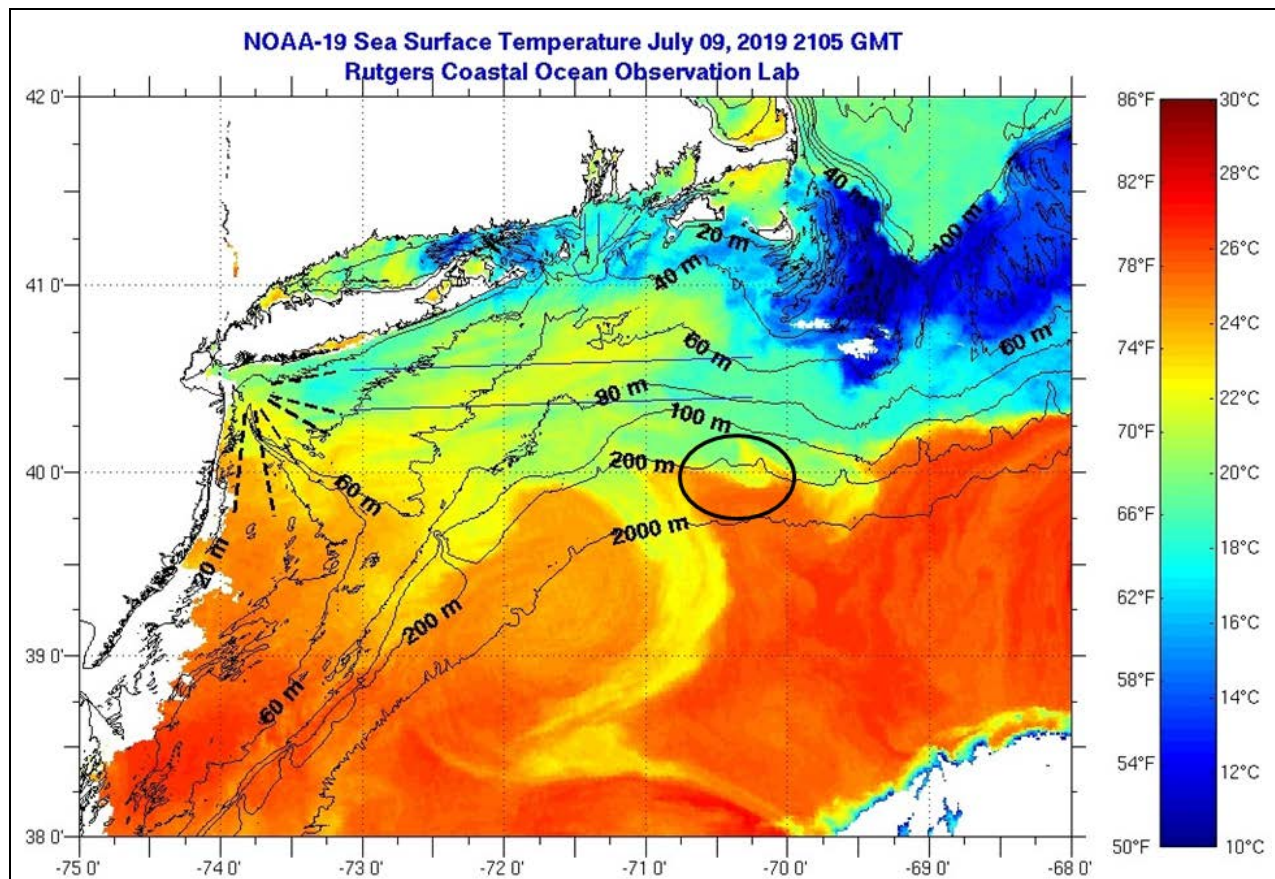 NOAA-19 Sea Surface Temperature July 09, 2019 2105 GMT
Rutgers Coastal Ocean Observation Lab
42 0'
41 0'
40 0'
39 0'
38 0'
-75 0'
-74 0'
-73 0'
-72 0'
-71 0'
-70 0'
-69 0'
-68 0'
40 m
100 m
20 m
40 m
60 m
60 m
80 m
100 m
200 m
60 m
2000 m
20 m
200 m
60 m
86°F
82°F
78°F
74°F
70°F
66°F
62°F
58°F
54°F
50°F
30°C
28°C
26°C
24°C
22°C
20°C
18°C
16°C
14°C
12°C
10°C